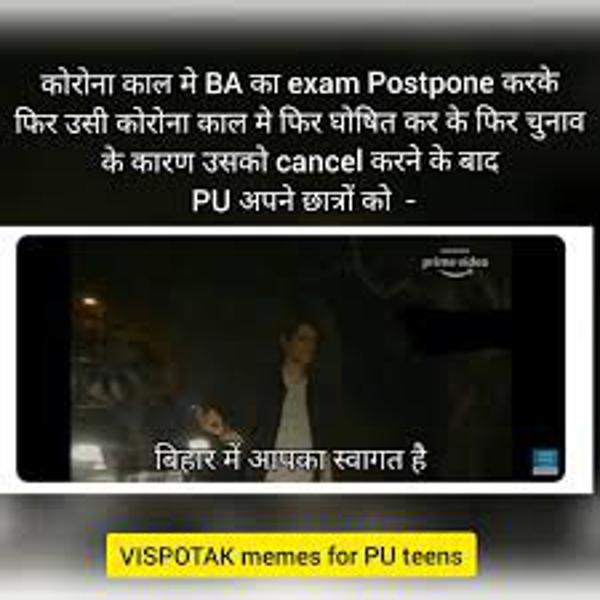 कोरोना काल मे BA का exam Postpone करके
फिर उसी कोरोना काल मे फिर घोषित कर के फिर चुनाव
के कारण उसको cancel करने के बाद
PU अपने छात्रों को -
prime video
बिहार में आपका स्वागत है
VISPOTAK memes for PU teens